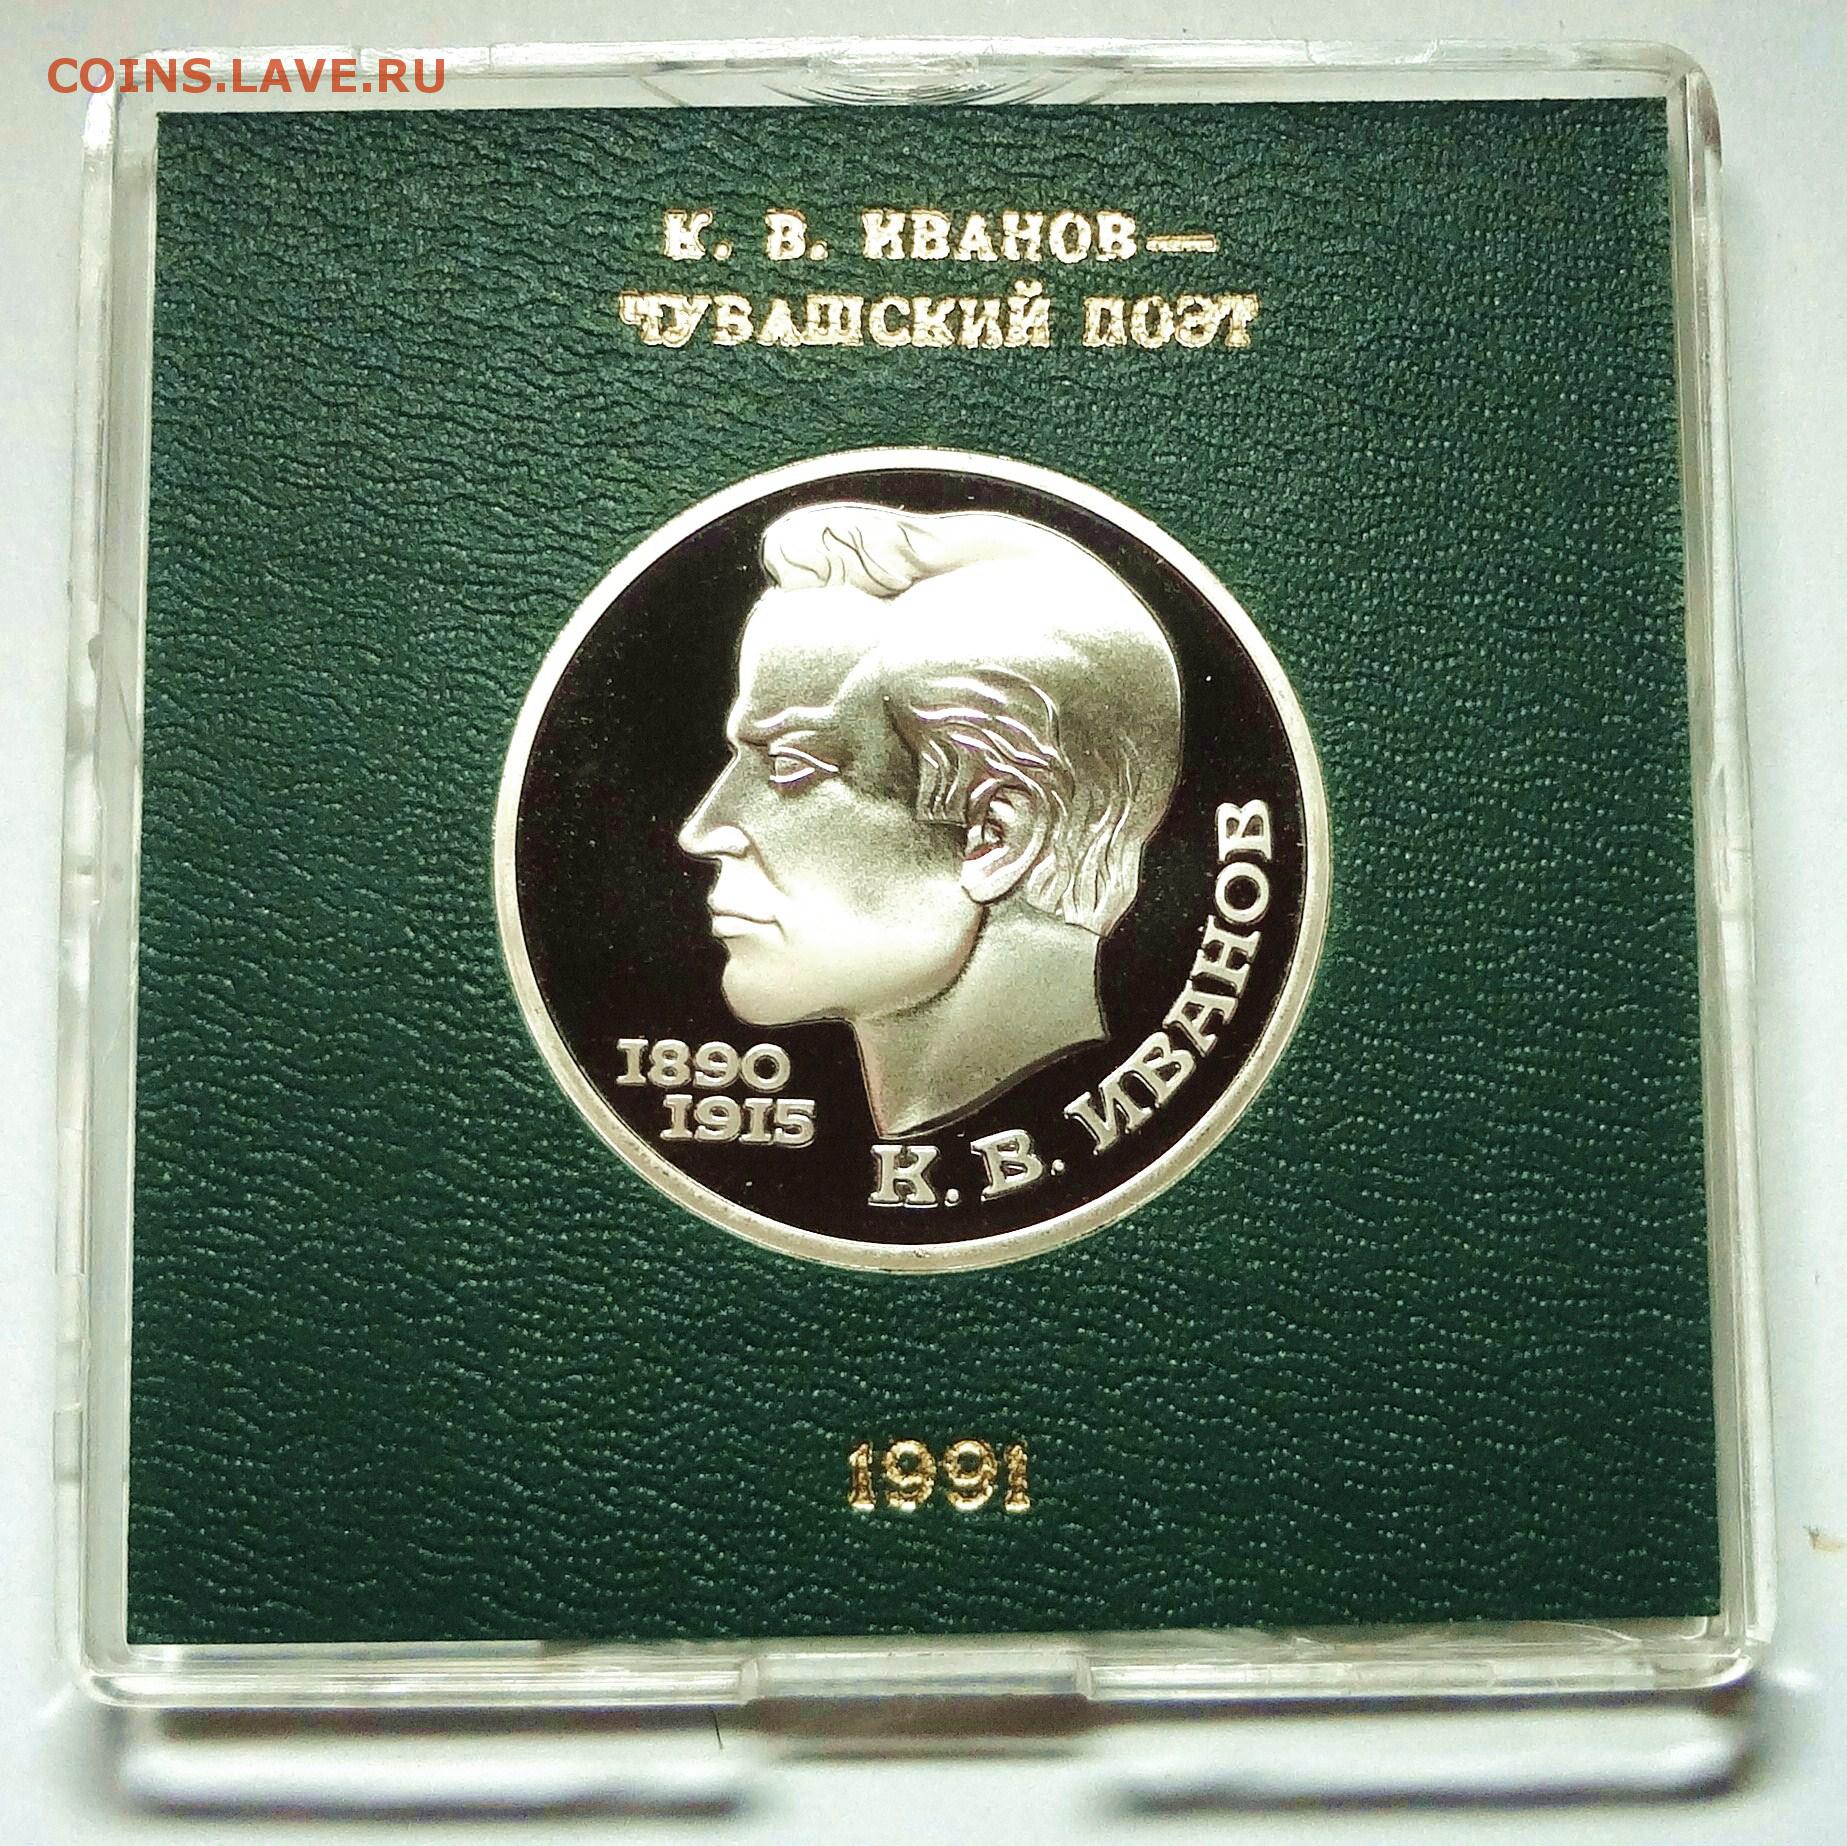 COINS.LAVE.RU
К. В. ИВАНОВ—
ЧУВАШСКИЙ ПОЭТ
1890
1915
К. В. ИВАНОВ
1991